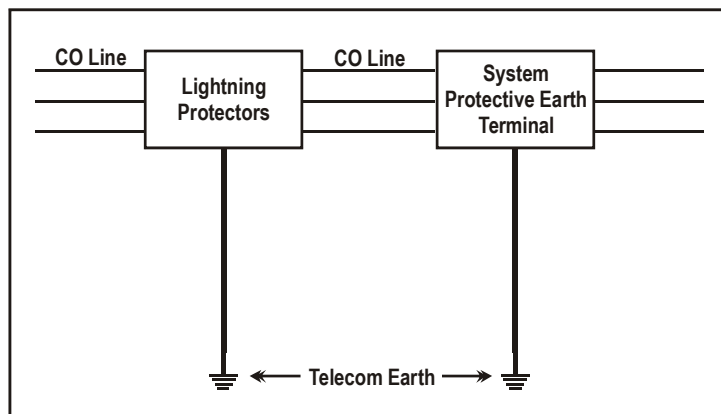 CO Line
CO Line
Lightning
Protectors
System
Protective Earth
Terminal
Telecom Earth